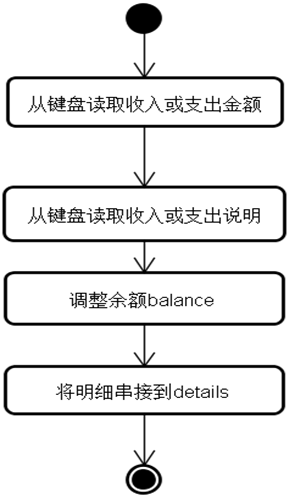 从键盘读取收入或支出金额
从键盘读取收入或支出说明
调整余额balance
将明细串接到details